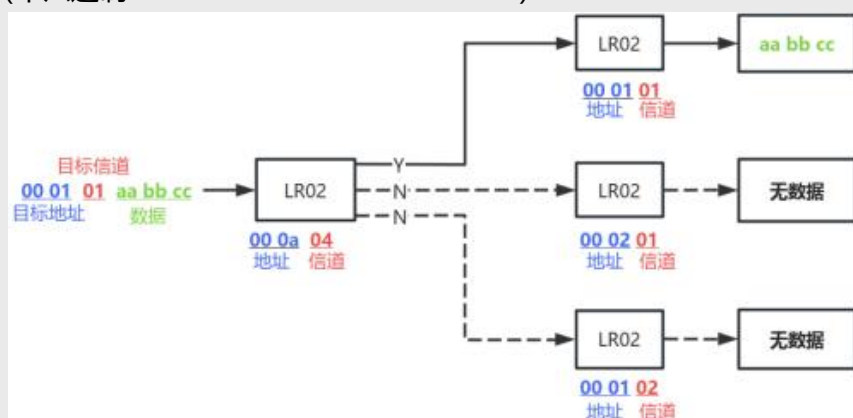 LR02
aa bb cc
00 01 01
地址 信道
Y
目标信道
00 01 01 aa bb cc
目标地址 数据
LR02
N
N
00 0a 04
地址 信道
LR02
无数据
00 02 01
地址 信道
LR02
无数据
00 01 02
地址 信道